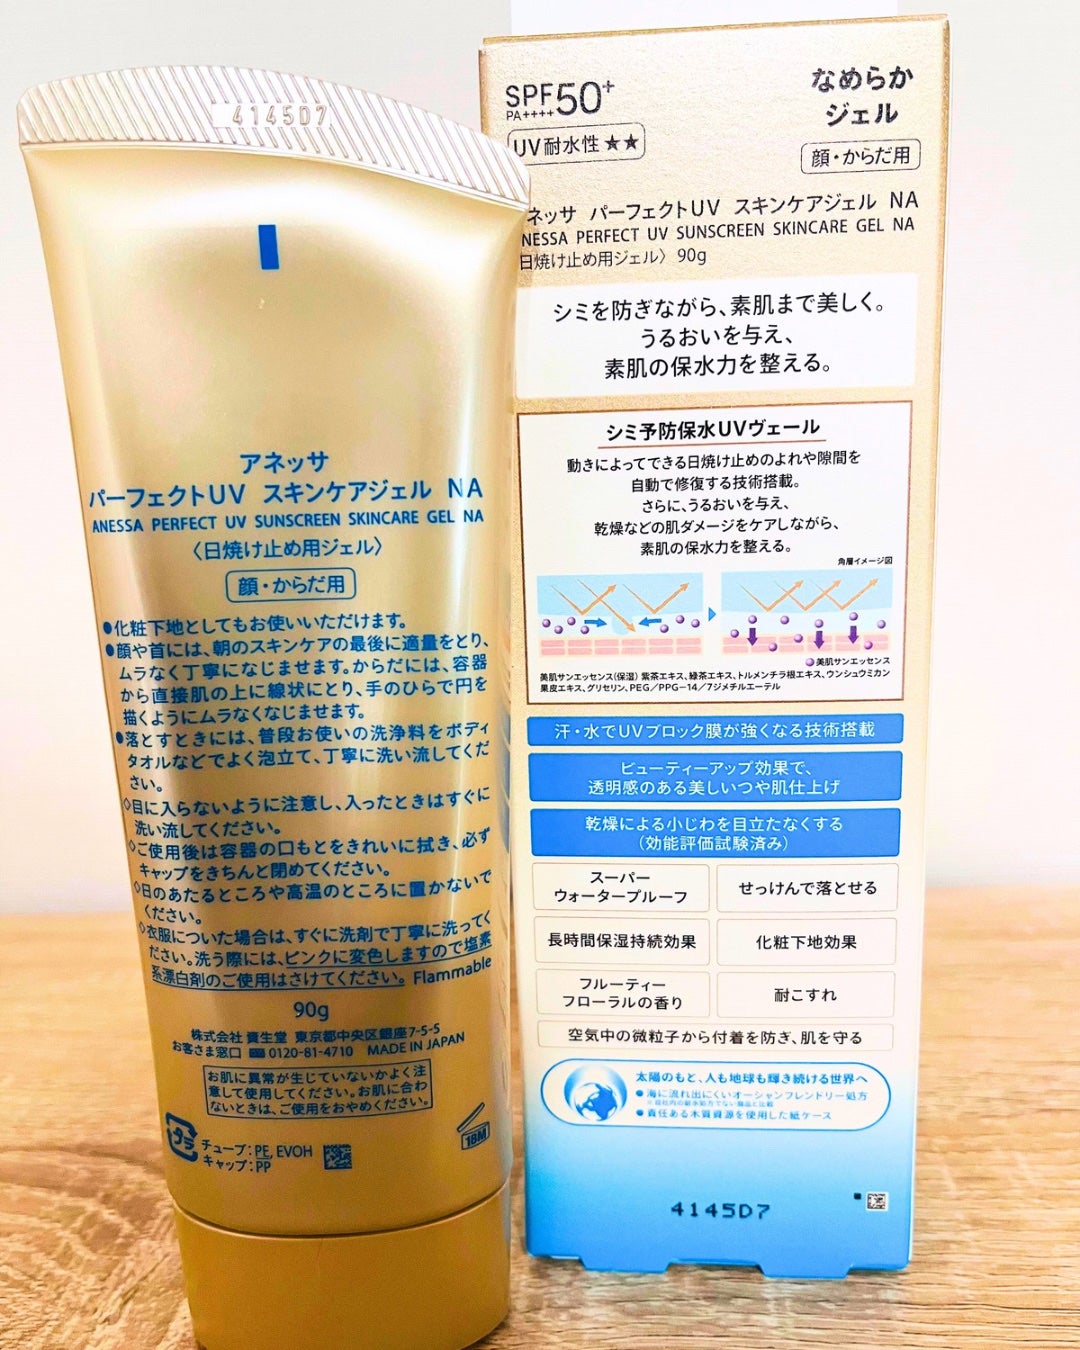 4145D7
アネッサ
パーフェクトUV スキンケアジェル NA
ANESSA PERFECT UV SUNSCREEN SKINCARE GEL NA
〈日焼け止め用ジェル〉
顔・からだ用
●化粧下地としてもお使いいただけます。
●顔や首には、朝のスキンケアの最後に適量をとり、
ムラなく丁寧になじませます。からだには、容器
から直接肌の上に線状にとり、手のひらで円を
描くようにムラなくなじませます。
●落とすときには、普段お使いの洗浄料をボディ
タオルなどでよく泡立て、丁寧に洗い流してくだ
さい。
◇目に入らないように注意し、入ったときはすぐに
洗い流してください。
◇ご使用後は容器の口もとをきれいに拭き、必ず
キャップをきちんと閉めてください。
◇日のあたるところや高温のところに置かないで
ください。
◇衣服についた場合は、すぐに洗剤で丁寧に洗ってく
ださい。洗う際には、ピンクに変色しますので塩素
系漂白剤のご使用はさけてください。 Flammable
90g
株式会社 資生堂 東京都中央区銀座7-5-5
お客さま窓口 0120-81-4710 MADE IN JAPAN
お肌に異常が生じていないかよく注
意して使用してください。お肌に合わ
ないときは、ご使用をおやめください。
プラ
チューブ:PE, EVOH
キャップ:PP
18M
SPF50+
PA++++
UV耐水性★★
なめらか
ジェル
顔・からだ用
ネッサ パーフェクトUV スキンケアジェル NA
NESSA PERFECT UV SUNSCREEN SKINCARE GEL NA
日焼け止め用ジェル〉 90g
シミを防ぎながら、素肌まで美しく。
うるおいを与え、
素肌の保水力を整える。
シミ予防保水UVヴェール
動きによってできる日焼け止めのよれや隙間を
自動で修復する技術搭載。
さらに、うるおいを与え、
乾燥などの肌ダメージをケアしながら、
素肌の保水力を整える。
角層イメージ図
美肌サンエッセンス
美肌サンエッセンス(保湿) 紫茶エキス、緑茶エキス、トルメンチラ根エキス、ウンシュウミカン
果皮エキス、グリセリン、PEG/PPG-14/7ジメチルエーテル
汗・水でUVブロック膜が強くなる技術搭載
ビューティーアップ効果で、
透明感のある美しいつや肌仕上げ
乾燥による小じわを目立たなくする
(効能評価試験済み)
スーパー
ウォータープルーフ
せっけんで落とせる
長時間保湿持続効果
化粧下地効果
フルーティー
フローラルの香り
耐こすれ
空気中の微粒子から付着を防ぎ、肌を守る
太陽のもと、人も地球も輝き続ける世界へ
●海に流れ出にくいオーシャンフレンドリー処方
●責任ある木質資源を使用した紙ケース
4145D7